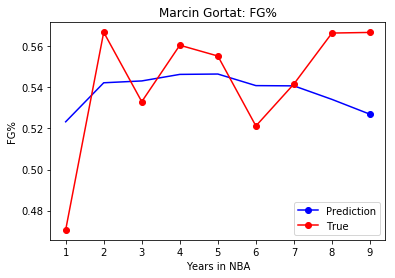 Marcin Gortat: FG%
FG%
0.56
0.54
0.52
0.50
0.48
1 2 3 4 5 6 7 8 9
Years in NBA
Prediction
True